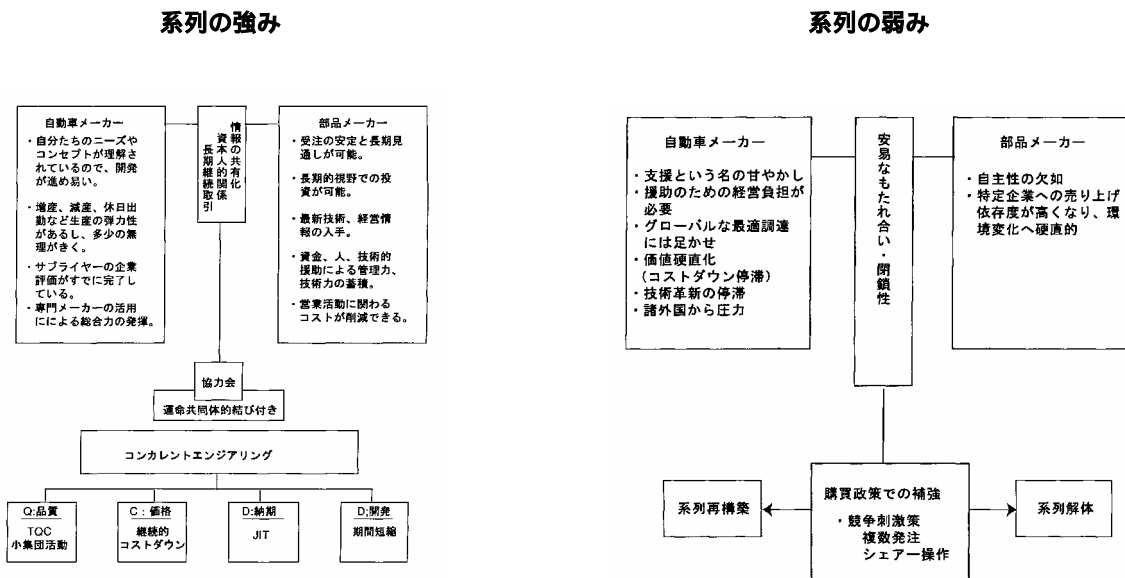 系列の強み
自動車メーカー
・自分たちのニーズや
コンセプトが理解さ
れているので、開発
が進め易い。
・増産、減産、休日出
勤など生産の弾力性
があるし、多少の無
理がきく。
・サプライヤーの企業
評価がすでに完了し
ている。
・専門メーカーの活用
にによる総合力の発揮。
情報の共有化
資本人的関係
長期継続取引
部品メーカー
・受注の安定と長期見
通しが可能。
・長期的視野での投
資が可能。
・最新技術、経営情
報の入手。
・資金、人、技術的
援助による管理力、
技術力の蓄積。
・営業活動に関わる
コストが削減できる。
協力会
運命共同体的結び付き
コンカレントエンジアリング
Q:品質
TQC
小集団活動
C:価格
継続的
コストダウン
D:納期
JIT
D;開発
期間短縮
系列の弱み
自動車メーカー
・支援という名の甘やかし
・援助のための経営負担が
必要
・グローバルな最適調達
には足かせ
・価値硬直化
(コストダウン停滞)
・技術革新の停滞
・諸外国から圧力
安易なもたれ合い・閉鎖性
部品メーカー
・自主性の欠如
・特定企業への売り上げ
依存度が高くなり、環
境変化へ硬直的
系列再構築
購買政策での補強
・競争刺激策
複数発注
シェアー操作
系列解体